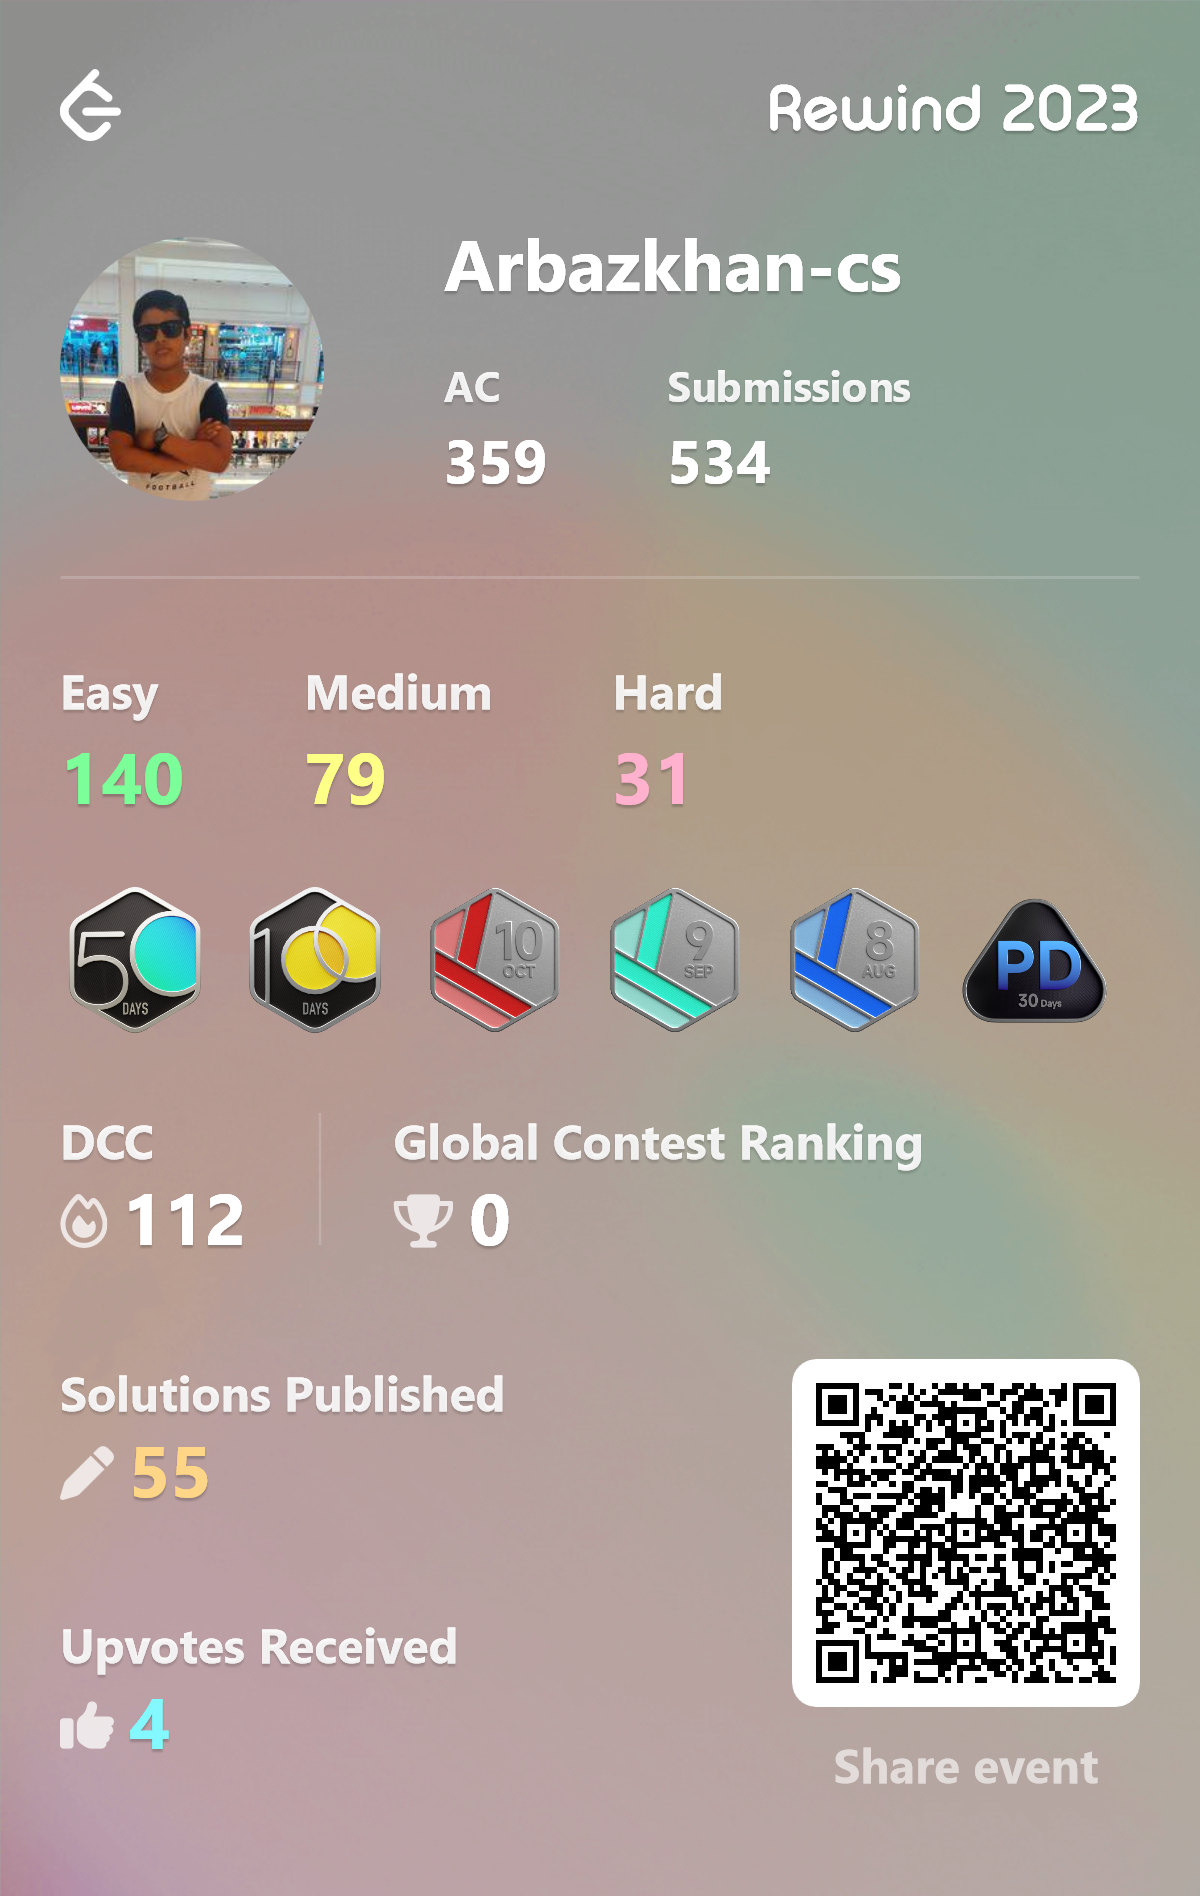 Rewind 2023
Arbazkhan-cs
AC Submissions
359 534
Easy Medium Hard
140 79 31
50 DAYS
100 DAYS
10 OCT
9 SEP
8 AUG
PD 30 Days
DCC
112
Global Contest Ranking
0
Solutions Published
55
Upvotes Received
4
Share event
FOOTBALL